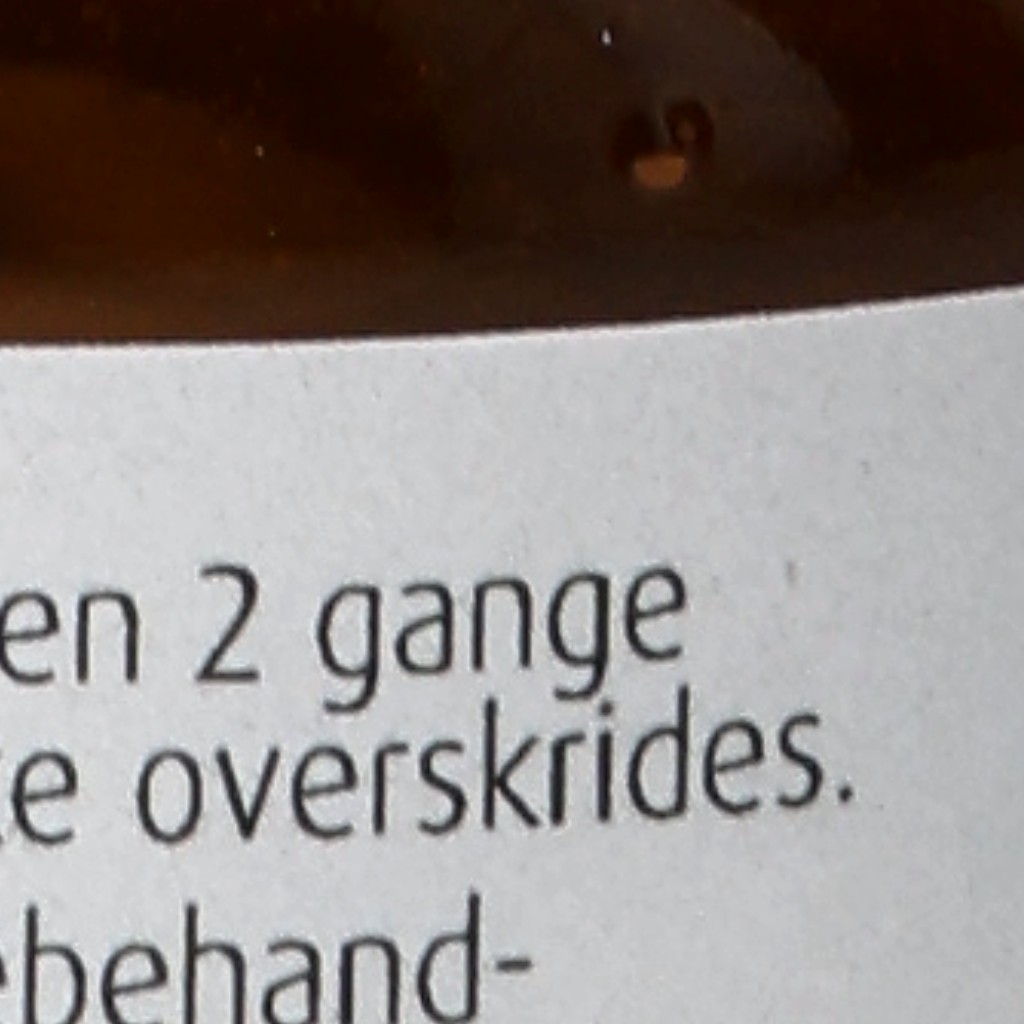 en 2 gange
e overskrides.
behand-